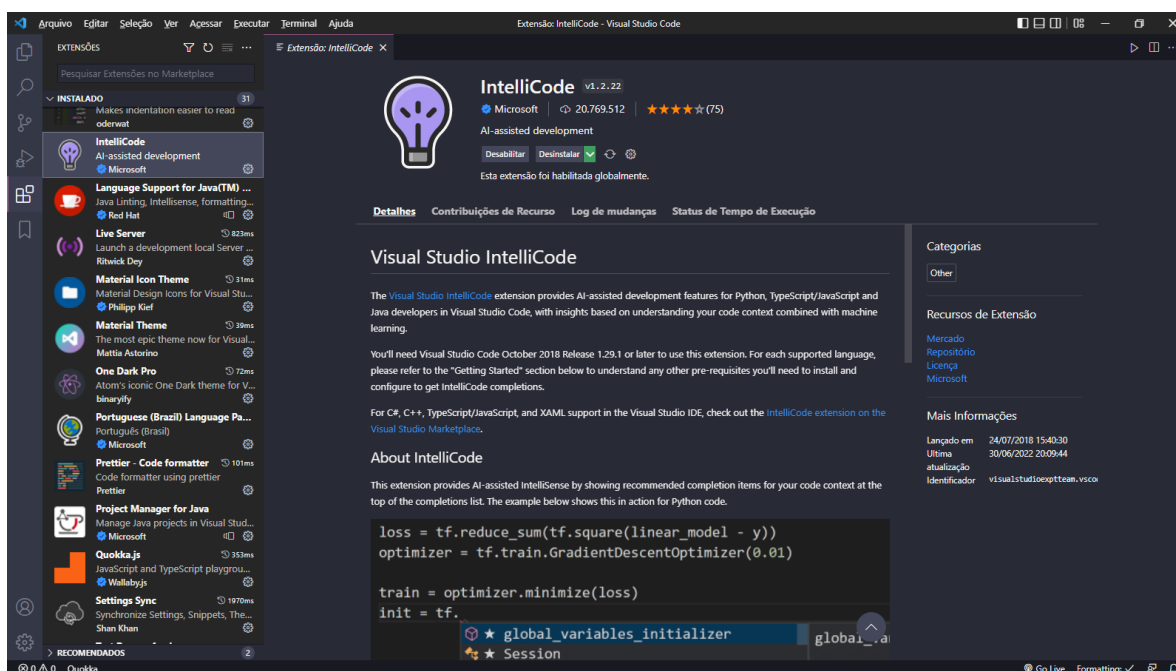 Arquivo Editar Seleção Ver Acessar Executar Terminal Ajuda
Extensão: IntelliCode - Visual Studio Code
EXTENSÕES
Pesquisar Extensões no Marketplace
INSTALADO 31
Makes indentation easier to read
oderwat
IntelliCode
AI-assisted development
Microsoft
Language Support for Java(TM) ...
Java Linting, Intellisense, formatting...
Red Hat
Live Server 823ms
Launch a development local Server ...
Ritwick Dey
Material Icon Theme 31ms
Material Design Icons for Visual Stu...
Philipp Kief
Material Theme 39ms
The most epic theme now for Visual...
Mattia Astorino
One Dark Pro 72ms
Atom's iconic One Dark theme for V...
binaryify
Portuguese (Brazil) Language Pa...
Português (Brasil)
Microsoft
Prettier - Code formatter 101ms
Code formatter using prettier
Prettier
Project Manager for Java
Manage Java projects in Visual Stud...
Microsoft
Quokka.js 353ms
JavaScript and TypeScript playgrou...
Wallaby.js
Settings Sync 1970ms
Synchronize Settings, Snippets, The...
Shan Khan
RECOMENDADOS 2
Extensão: IntelliCode
IntelliCode v1.2.22
Microsoft 20.769.512 (75)
AI-assisted development
Desabilitar Desinstalar
Esta extensão foi habilitada globalmente.
Detalhes Contribuições de Recurso Log de mudanças Status de Tempo de Execução
Visual Studio IntelliCode
The Visual Studio IntelliCode extension provides AI-assisted development features for Python, TypeScript/JavaScript and
Java developers in Visual Studio Code, with insights based on understanding your code context combined with machine
learning.
You'll need Visual Studio Code October 2018 Release 1.29.1 or later to use this extension. For each supported language,
please refer to the "Getting Started" section below to understand any other pre-requisites you'll need to install and
configure to get IntelliCode completions.
For C#, C++, TypeScript/JavaScript, and XAML support in the Visual Studio IDE, check out the IntelliCode extension on the
Visual Studio Marketplace.
About IntelliCode
This extension provides AI-assisted IntelliSense by showing recommended completion items for your code context at the
top of the completions list. The example below shows this in action for Python code.
loss = tf.reduce_sum(tf.square(linear_model - y))
optimizer = tf.train.GradientDescentOptimizer(0.01)
train = optimizer.minimize(loss)
init = tf.
★ global_variables_initializer
★ Session
Categorias
Other
Recursos de Extensão
Mercado
Repositório
Licença
Microsoft
Mais Informações
Lançado em 24/07/2018 15:40:30
Ultima 30/06/2022 20:09:44
atualização
Identificador visualstudioexptteam.vscod
0 0 Quokka
Go Live Formatting: ✓